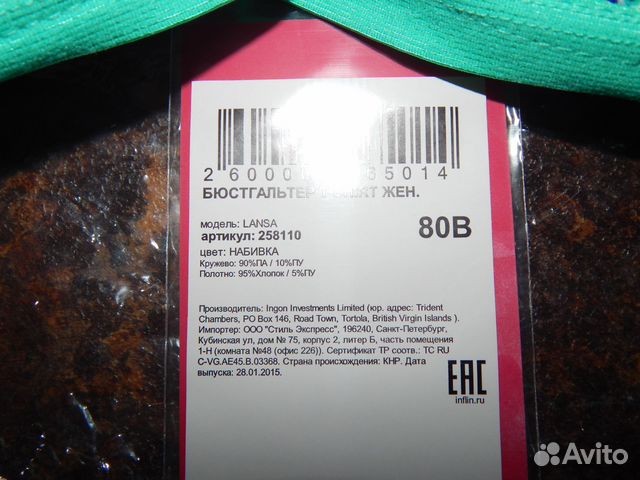 2 6000 35014
БЮСТГАЛЬТЕР ЖЕН.
модель: LANSA
артикул: 258110
80B
цвет: НАБИВКА
Кружево: 90%ПА / 10%ПУ
Полотно: 95%Хлопок / 5%ПУ
Производитель: Ingon Investments Limited (юр. адрес: Trident
Chambers, PO Box 146, Road Town, Tortola, British Virgin Islands ).
Импортер: ООО "Стиль Экспресс", 196240, Санкт-Петербург,
Кубинская ул, дом № 75, корпус 2, литер Б, часть помещения
1-Н (комната №48 (офис 226)). Сертификат ТР соотв.: TC RU
C-VG.AE45.B.03368. Страна происхождения: КНР. Дата
выпуска: 28.01.2015.
EAC
inflin.ru
Avito